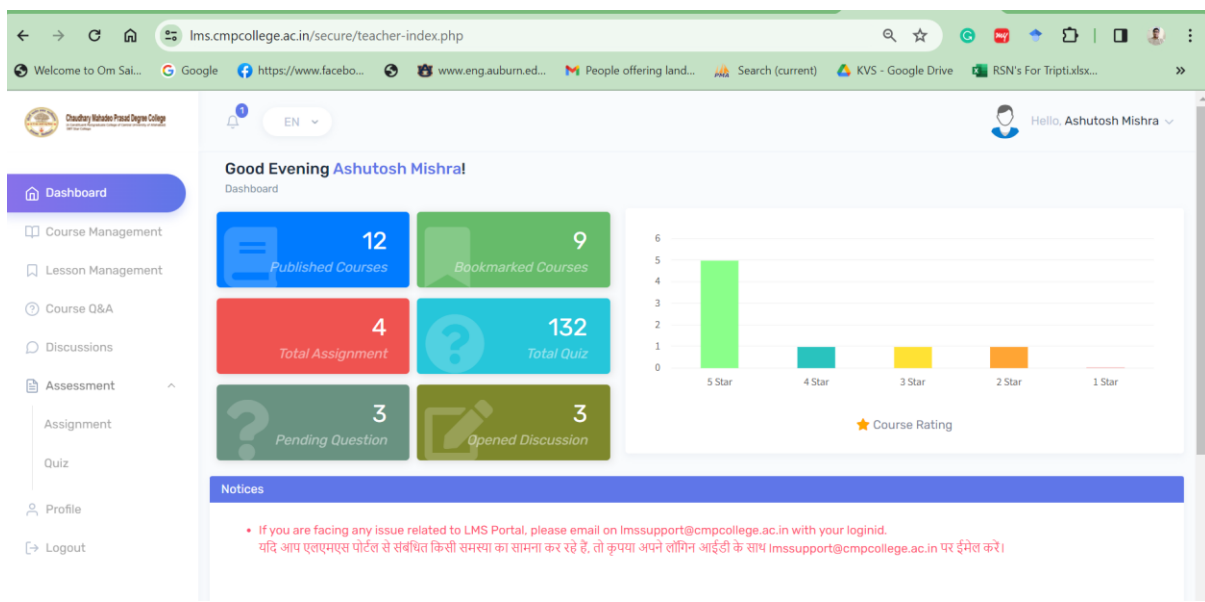 lms.cmpcollege.ac.in/secure/teacher-index.php
Welcome to Om Sai...
Google
https://www.facebo...
www.eng.auburn.ed...
People offering land...
Search (current)
KVS - Google Drive
RSN's For Tripti.xlsx...
»
Chaudhary Mahadeo Prasad Degree College
1
EN
Hello, Ashutosh Mishra
Good Evening Ashutosh Mishra!
Dashboard
Dashboard
Course Management
Lesson Management
Course Q&A
Discussions
Assessment
Assignment
Quiz
Profile
Logout
12
Published Courses
9
Bookmarked Courses
4
Total Assignment
132
Total Quiz
3
Pending Question
3
Opened Discussion
6
5
4
3
2
1
0
5 Star
4 Star
3 Star
2 Star
1 Star
Course Rating
Notices
If you are facing any issue related to LMS Portal, please email on lmssupport@cmpcollege.ac.in with your loginid.
यदि आप एलएमएस पोर्टल से संबंधित किसी समस्या का सामना कर रहे हैं, तो कृपया अपने लॉगिन आईडी के साथ lmssupport@cmpcollege.ac.in पर ईमेल करें।